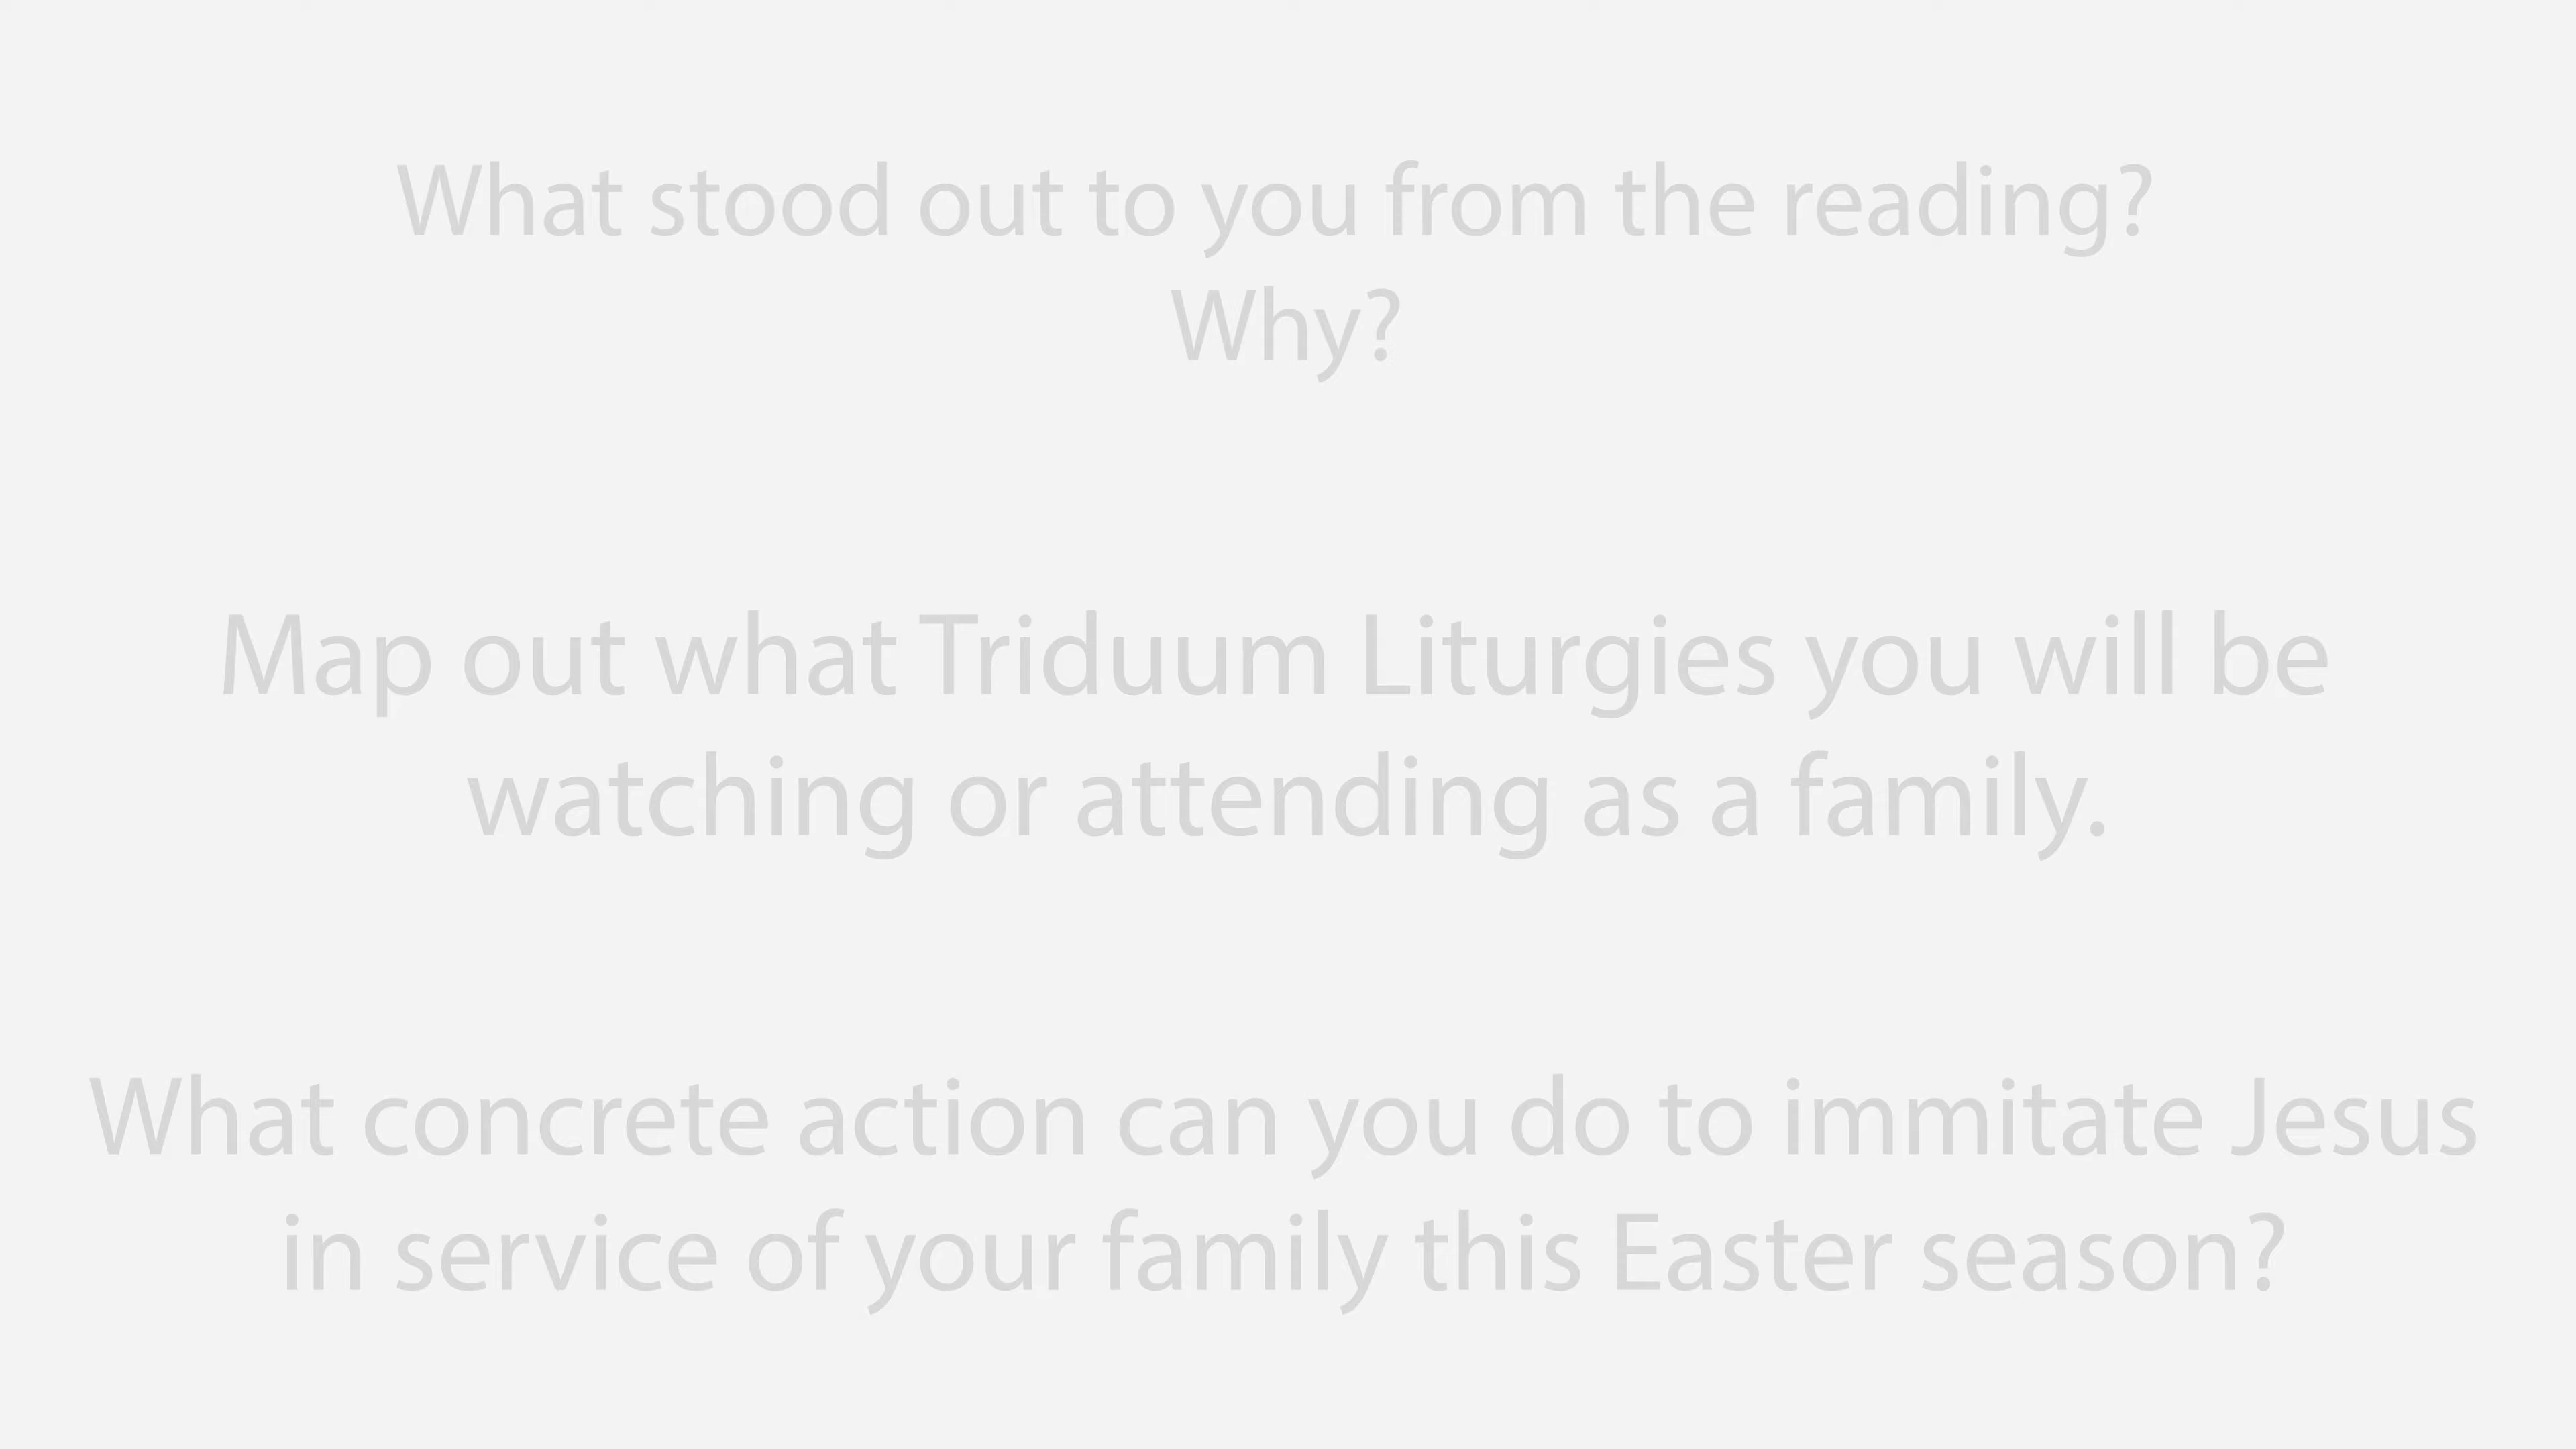 What stood out to you from the reading?
Why?
Map out what Triduum Liturgies you will be
watching or attending as a family.
What concrete action can you do to immitate Jesus
in service of your family this Easter season?